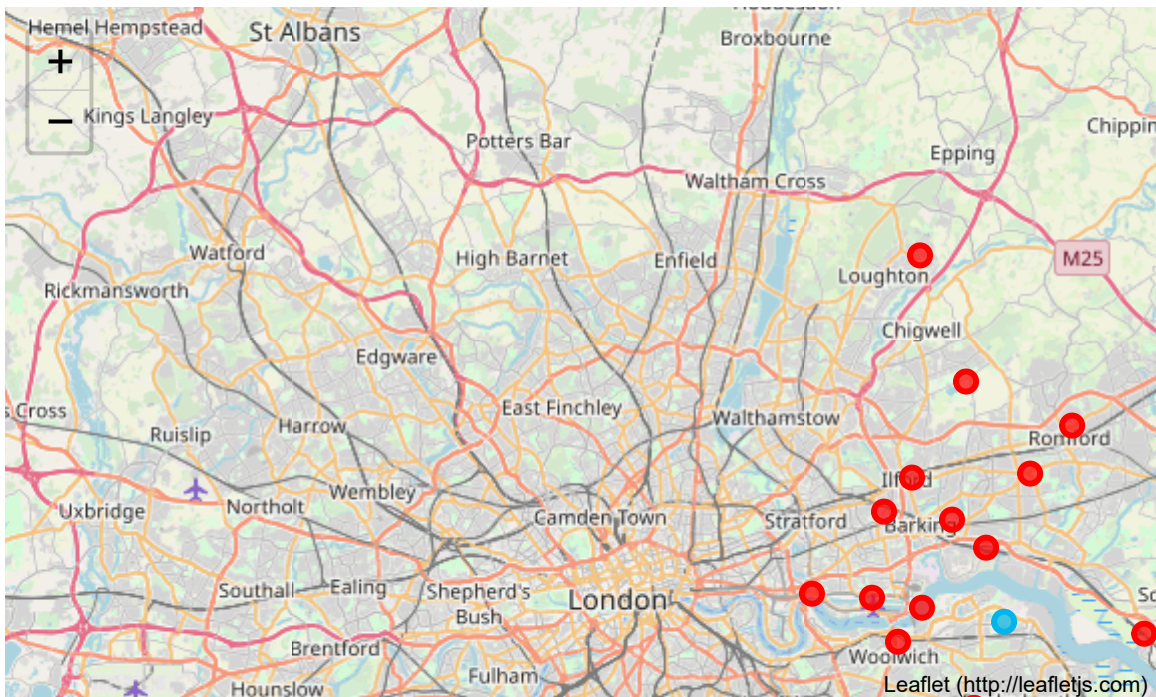 Hemel Hempstead
St Albans
Broxbourne
+
−
Kings Langley
Potters Bar
Epping
Waltham Cross
Watford
High Barnet
Enfield
M25
Loughton
Rickmansworth
Chigwell
Edgware
East Finchley
Walthamstow
s Cross
Harrow
Ruislip
Romford
Wembley
Ilford
Northolt
Uxbridge
Camden Town
Stratford
Barking
Southall
Ealing
Shepherd's
Bush
London
Brentford
Woolwich
Fulham
Hounslow
Leaflet (http://leafletjs.com)